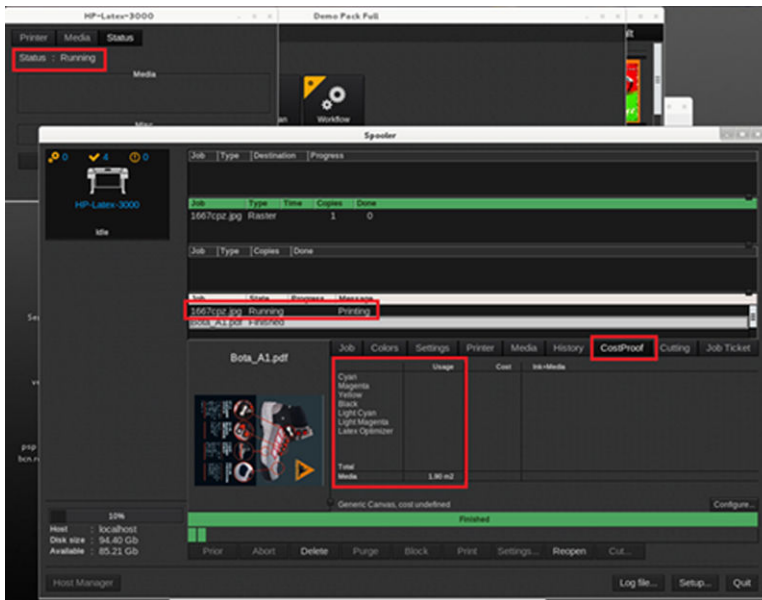 HP-Latex-3000
Demo Pack Full
Printer Media Status
Status : Running
Media
Misc
Workflow
Spooler
0 4 0
HP-Latex-3000
Idle
Job Type Destination Progress
Job Type Time Copies Done
1667cpz.jpg Raster 1 0
Job Type Copies Done
Job State Progress Message
1667cpz.jpg Running Printing
Bota_A1.pdf Finished
Bota_A1.pdf
Job Colors Settings Printer Media History CostProof Cutting Job Ticket
Usage Cost Ink+Media
Cyan
Magenta
Yellow
Black
Light Cyan
Light Magenta
Latex Optimizer
Total
Media 1.90 m2
Generic Canvas, cost undefined
Configure...
Finished
10%
Host : localhost
Disk size : 94.40 Gb
Available : 85.21 Gb
Prior Abort Delete Purge Block Print Settings... Reopen Cut...
Host Manager
Log file... Setup... Quit